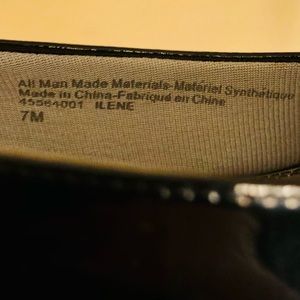 All Man Made Materials-Matériel Synthétique
Made in China-Fabriqué en Chine
45564001 ILENE
7M